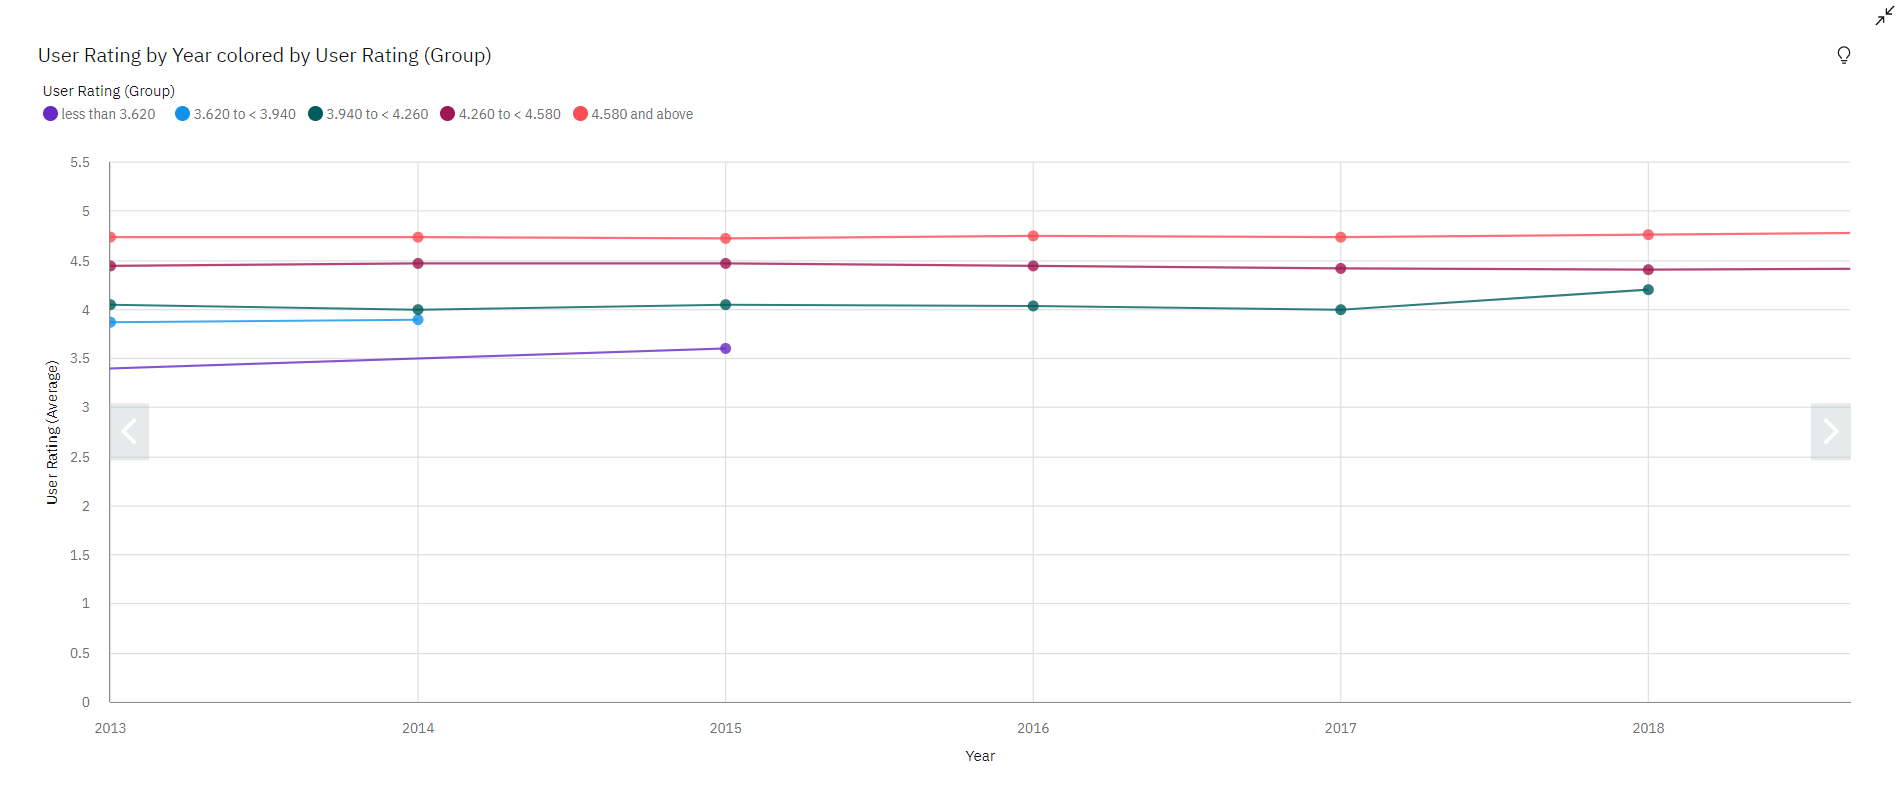 User Rating by Year colored by User Rating (Group)
User Rating (Group)
less than 3.620 3.620 to < 3.940 3.940 to < 4.260 4.260 to < 4.580 4.580 and above
5.5
5
4.5
4
3.5
3
2.5
2
1.5
1
0.5
0
User Rating (Average)
2013 2014 2015 2016 2017 2018
Year